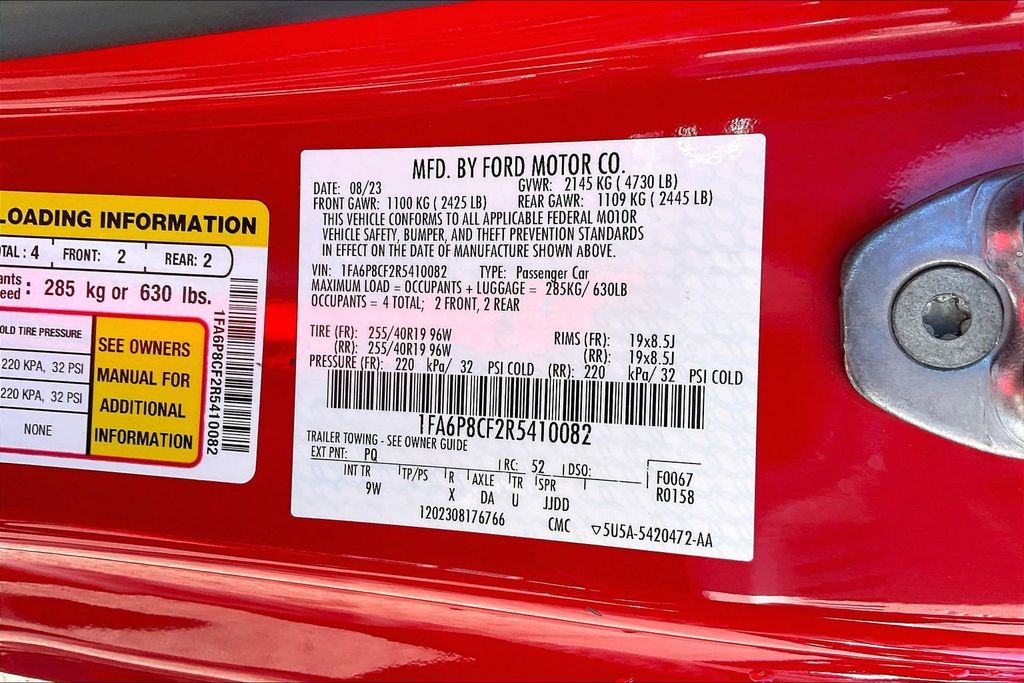 LOADING INFORMATION
TOTAL: 4 FRONT: 2 REAR: 2
285 kg or 630 lbs.
OLD TIRE PRESSURE
220 KPA, 32 PSI
220 KPA, 32 PSI
NONE
SEE OWNERS
MANUAL FOR
ADDITIONAL
INFORMATION
1FA6P8CF2R5410082
MFD. BY FORD MOTOR CO.
DATE: 08/23 GVWR: 2145 KG (4730 LB)
FRONT GAWR: 1100 KG (2425 LB) REAR GAWR: 1109 KG (2445 LB)
THIS VEHICLE CONFORMS TO ALL APPLICABLE FEDERAL MOTOR
VEHICLE SAFETY, BUMPER, AND THEFT PREVENTION STANDARDS
IN EFFECT ON THE DATE OF MANUFACTURE SHOWN ABOVE.
VIN: 1FA6P8CF2R5410082 TYPE: Passenger Car
MAXIMUM LOAD = OCCUPANTS + LUGGAGE = 285KG/ 630LB
OCCUPANTS = 4 TOTAL; 2 FRONT, 2 REAR
TIRE (FR): 255/40R19 96W RIMS (FR): 19x8.5J
(RR): 255/40R19 96W (RR): 19x8.5J
PRESSURE (FR): 220 kPa/ 32 PSI COLD (RR): 220 kPa/ 32 PSI COLD
1FA6P8CF2R5410082
TRAILER TOWING - SEE OWNER GUIDE
EXT PNT: PQ RC: 52 DSO: F0067
INT TR TP/PS R AXLE TR SPR R0158
9W X DA U JJDD
1202308176766 CMC ▽5U5A-5420472-AA